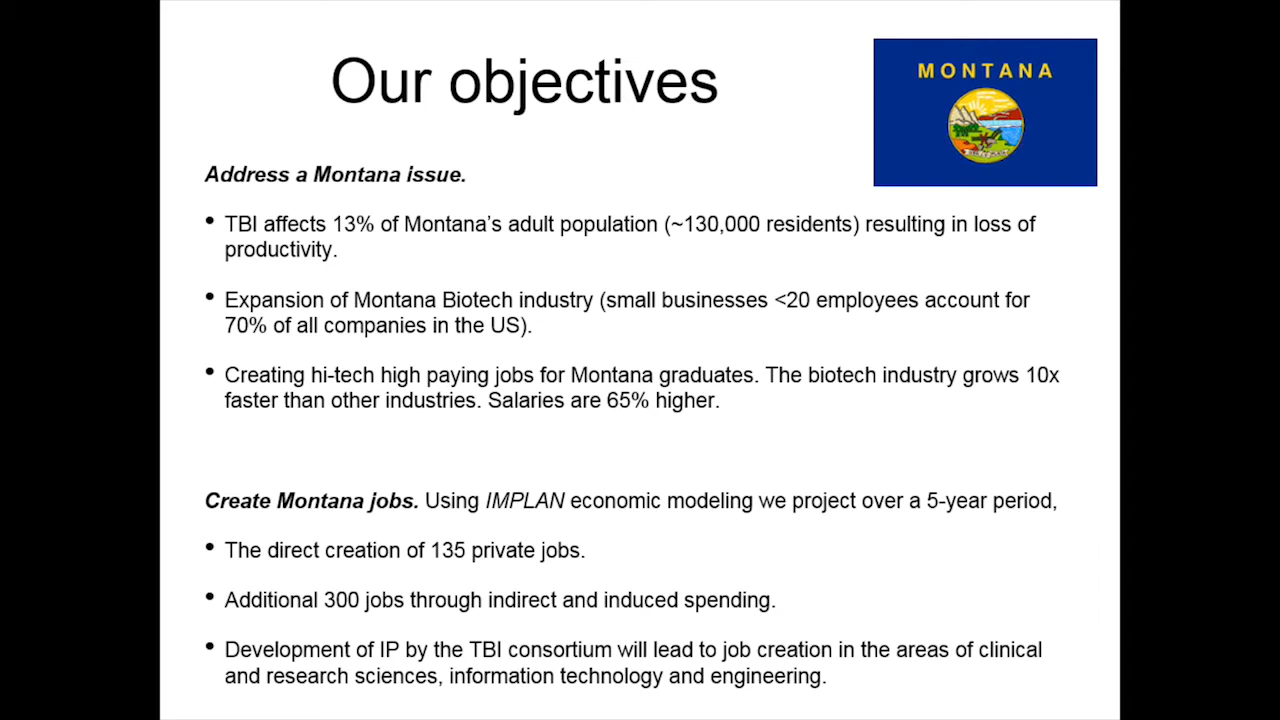 Our objectives
MONTANA
Address a Montana issue.
• TBI affects 13% of Montana's adult population (~130,000 residents) resulting in loss of
productivity.
• Expansion of Montana Biotech industry (small businesses <20 employees account for
70% of all companies in the US).
• Creating hi-tech high paying jobs for Montana graduates. The biotech industry grows 10x
faster than other industries. Salaries are 65% higher.
Create Montana jobs. Using IMPLAN economic modeling we project over a 5-year period,
• The direct creation of 135 private jobs.
• Additional 300 jobs through indirect and induced spending.
• Development of IP by the TBI consortium will lead to job creation in the areas of clinical
and research sciences, information technology and engineering.